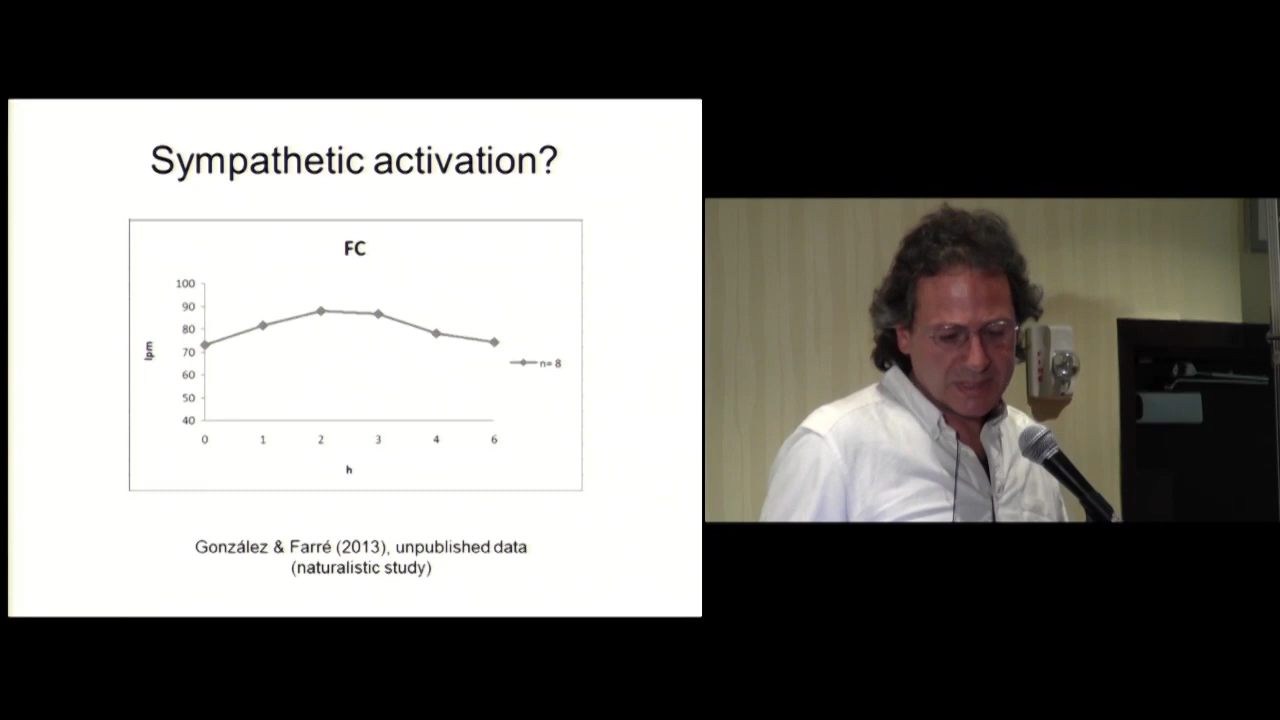 Sympathetic activation?
FC
100
90
80
70
60
50
40
lpm
n= 8
0 1 2 3 4 6
h
González & Farré (2013), unpublished data
(naturalistic study)